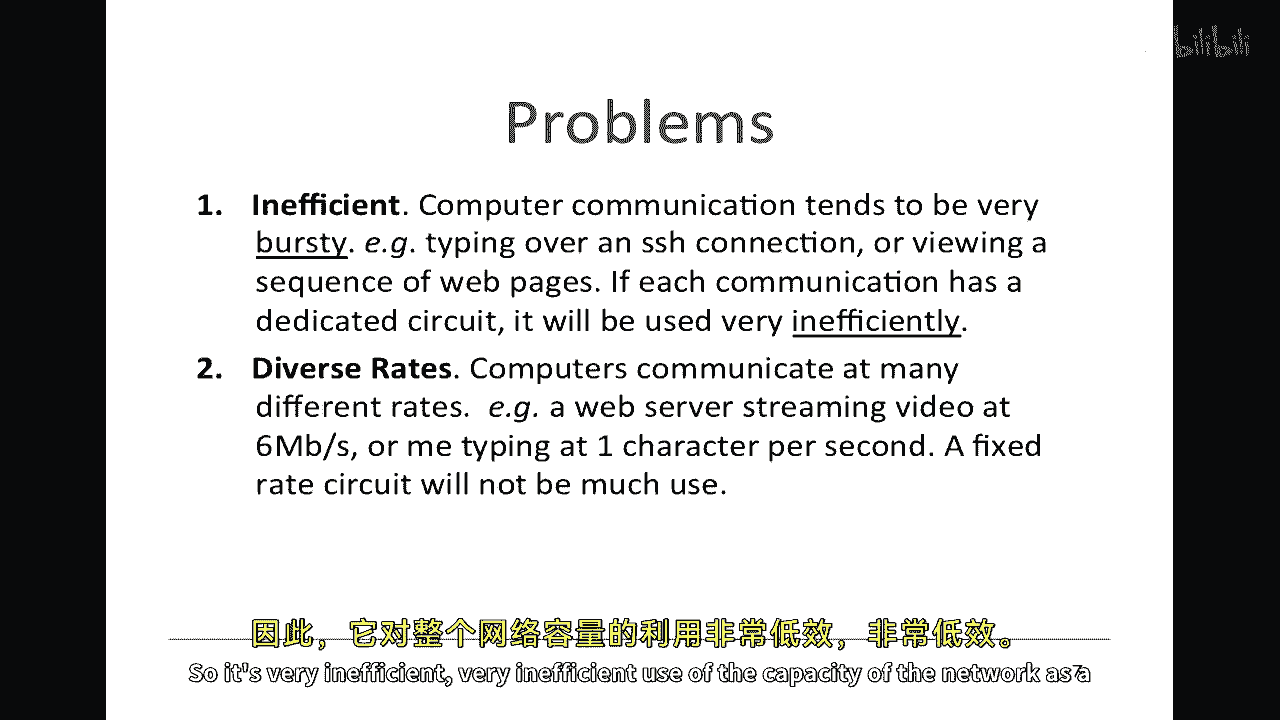 bilibili
Problems
1. Inefficient. Computer communication tends to be very
bursty. e.g. typing over an ssh connection, or viewing a
sequence of web pages. If each communication has a
dedicated circuit, it will be used very inefficiently.
2. Diverse Rates. Computers communicate at many
different rates. e.g. a web server streaming video at
6Mb/s, or me typing at 1 character per second. A fixed
rate circuit will not be much use.
因此，它对整个网络容量的利用非常低效，非常低效。
So it's very inefficient, very inefficient use of the capacity of the network as a